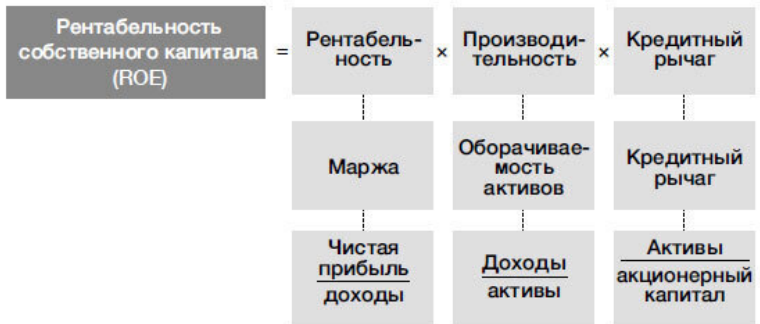 Рентабельность
собственного капитала
(ROE)
=
Рентабель-
ность
×
Производи-
тельность
×
Кредитный
рычаг
Маржа
Оборачивае-
мость
активов
Кредитный
рычаг
Чистая
прибыль
доходы
Доходы
активы
Активы
акционерный
капитал